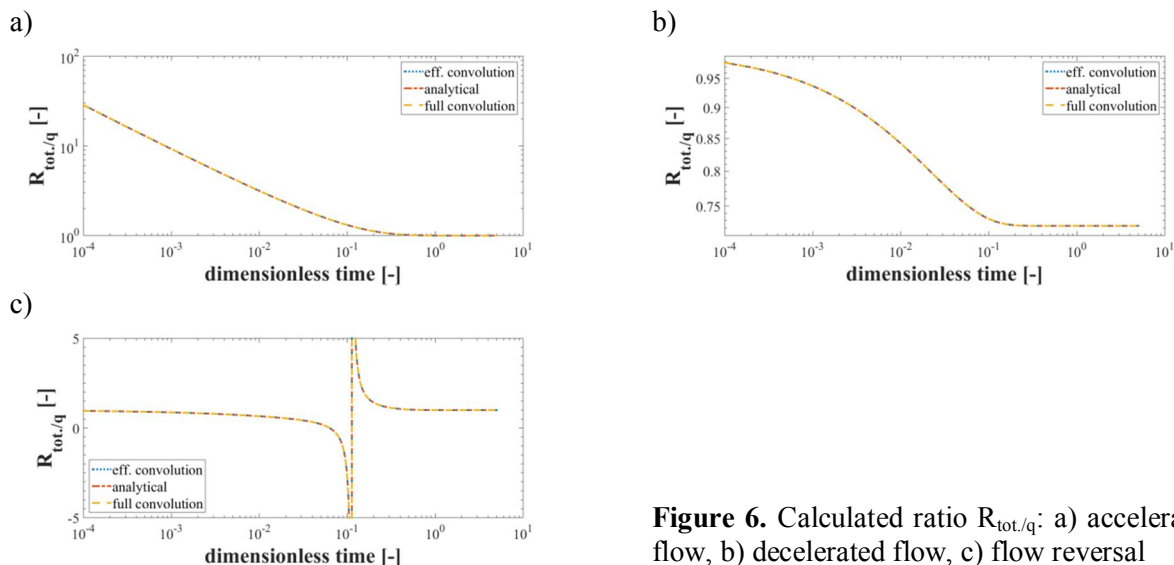 a)
10^2
10^1
10^0
R_tot./q [-]
eff. convolution
analytical
full convolution
10^-4 10^-3 10^-2 10^-1 10^0 10^1
dimensionless time [-]
b)
0.95
0.9
0.85
0.8
0.75
R_tot./q [-]
eff. convolution
analytical
full convolution
10^-4 10^-3 10^-2 10^-1 10^0 10^1
dimensionless time [-]
c)
5
0
-5
R_tot./q [-]
eff. convolution
analytical
full convolution
10^-4 10^-3 10^-2 10^-1 10^0 10^1
dimensionless time [-]
Figure 6. Calculated ratio R_tot./q: a) accelera
flow, b) decelerated flow, c) flow reversal